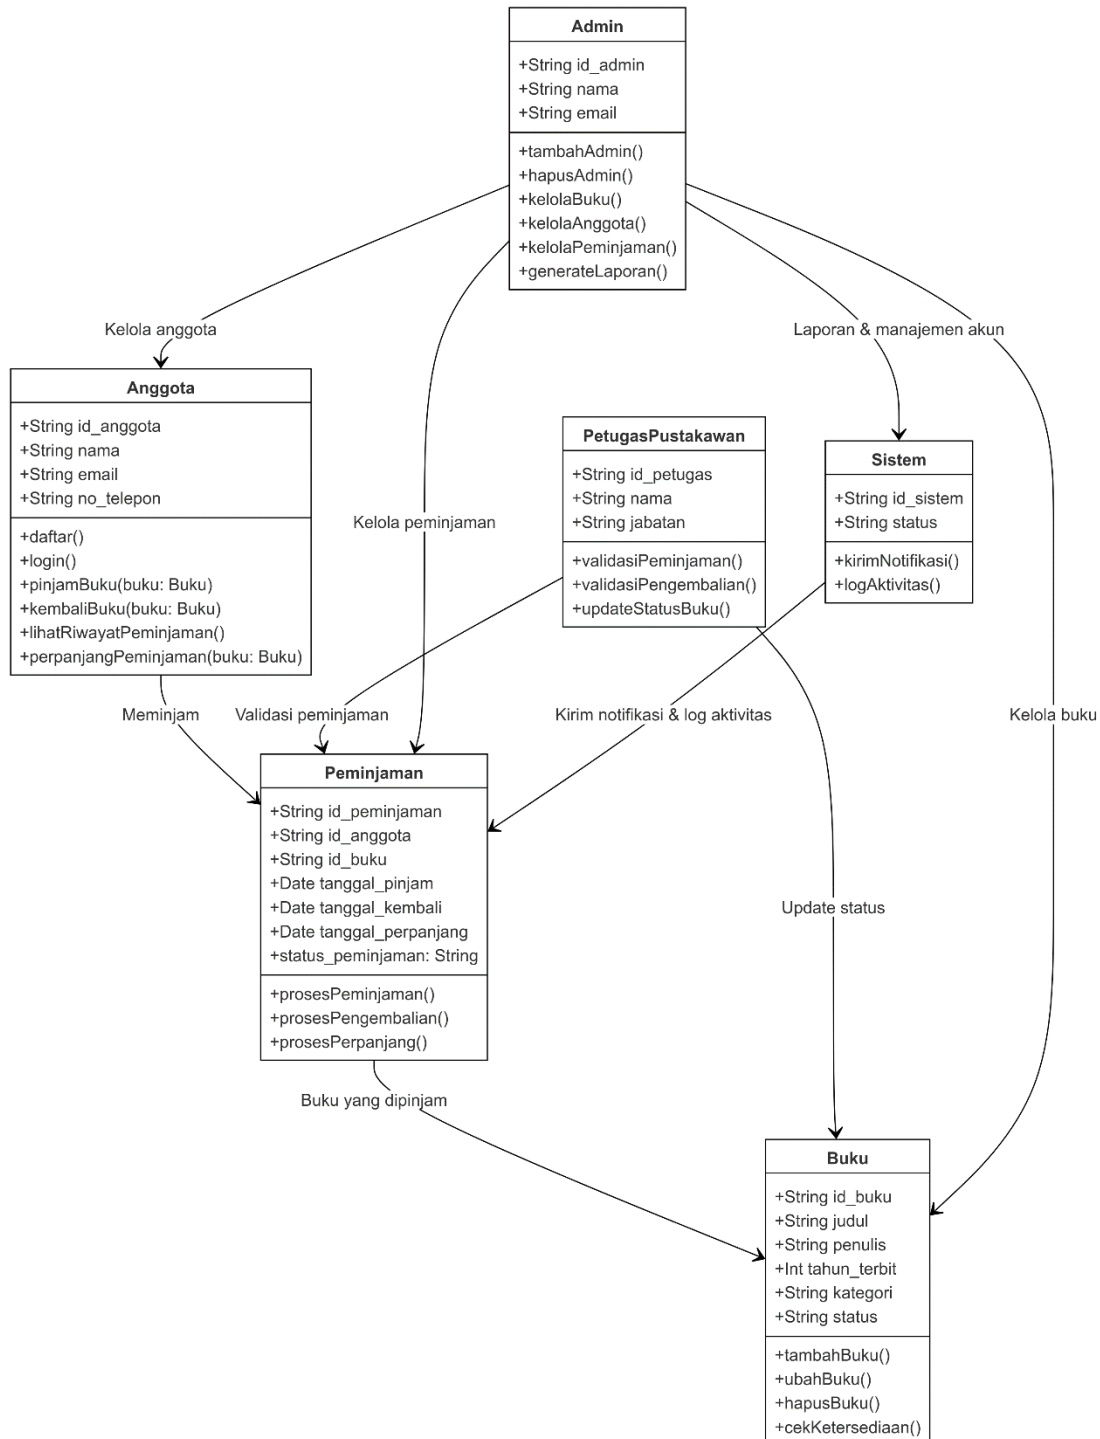 Admin
+String id_admin
+String nama
+String email
+tambahAdmin()
+hapusAdmin()
+kelolaBuku()
+kelolaAnggota()
+kelolaPeminjaman()
+generateLaporan()
Kelola anggota
Laporan & manajemen akun
Anggota
+String id_anggota
+String nama
+String email
+String no_telepon
+daftar()
+login()
+pinjamBuku(buku: Buku)
+kembaliBuku(buku: Buku)
+lihatRiwayatPeminjaman()
+perpanjangPeminjaman(buku: Buku)
Kelola peminjaman
PetugasPustakawan
+String id_petugas
+String nama
+String jabatan
+validasiPeminjaman()
+validasiPengembalian()
+updateStatusBuku()
Sistem
+String id_sistem
+String status
+kirimNotifikasi()
+logAktivitas()
Meminjam
Validasi peminjaman
Kirim notifikasi & log aktivitas
Kelola buku
Peminjaman
+String id_peminjaman
+String id_anggota
+String id_buku
+Date tanggal_pinjam
+Date tanggal_kembali
+Date tanggal_perpanjang
+status_peminjaman: String
+prosesPeminjaman()
+prosesPengembalian()
+prosesPerpanjang()
Update status
Buku yang dipinjam
Buku
+String id_buku
+String judul
+String penulis
+Int tahun_terbit
+String kategori
+String status
+tambahBuku()
+ubahBuku()
+hapusBuku()
+cekKetersediaan()